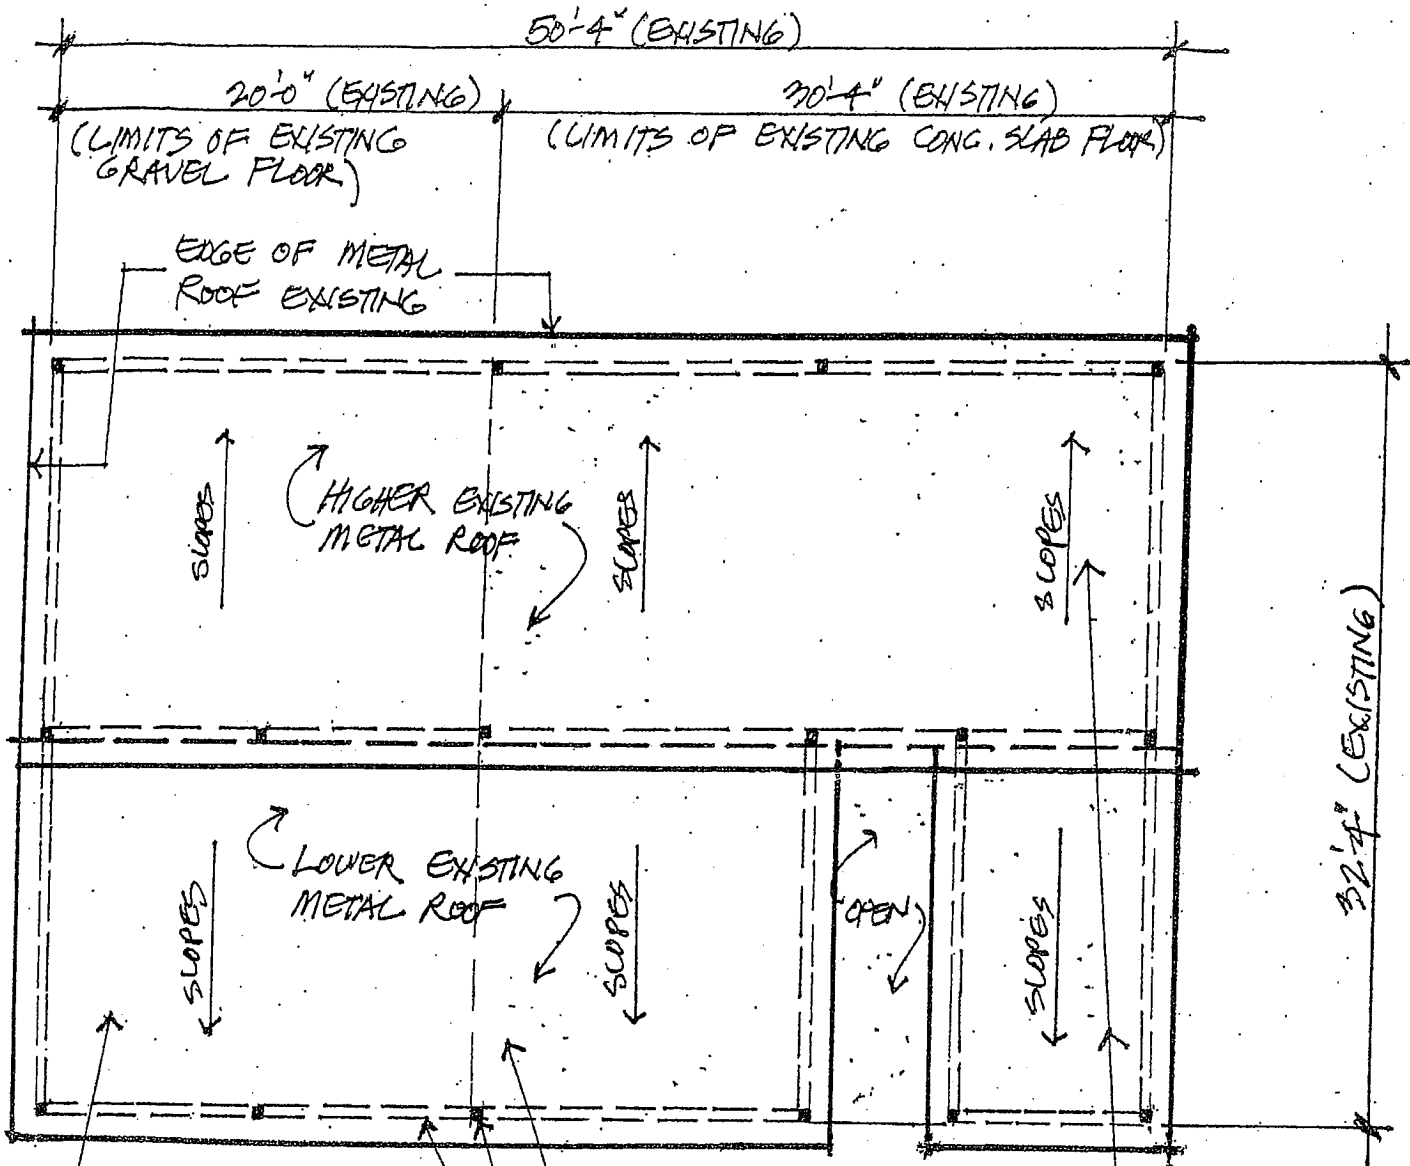 50'-4" (EXISTING)
20'-0" (EXISTING)
30'-4" (EXISTING)
(LIMITS OF EXISTING
GRAVEL FLOOR)
(LIMITS OF EXISTING CONC. SLAB FLOOR)
EDGE OF METAL
ROOF EXISTING
SLOPES
HIGHER EXISTING
METAL ROOF
SLOPES
SLOPES
32'-4" (EXISTING)
LOWER EXISTING
METAL ROOF
SLOPES
SLOPES
OPEN
SLOPES